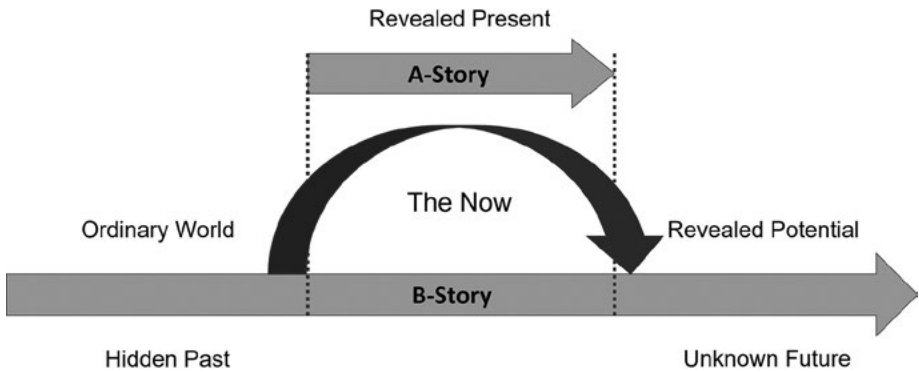 Revealed Present
A-Story
The Now
Ordinary World
Revealed Potential
B-Story
Hidden Past
Unknown Future